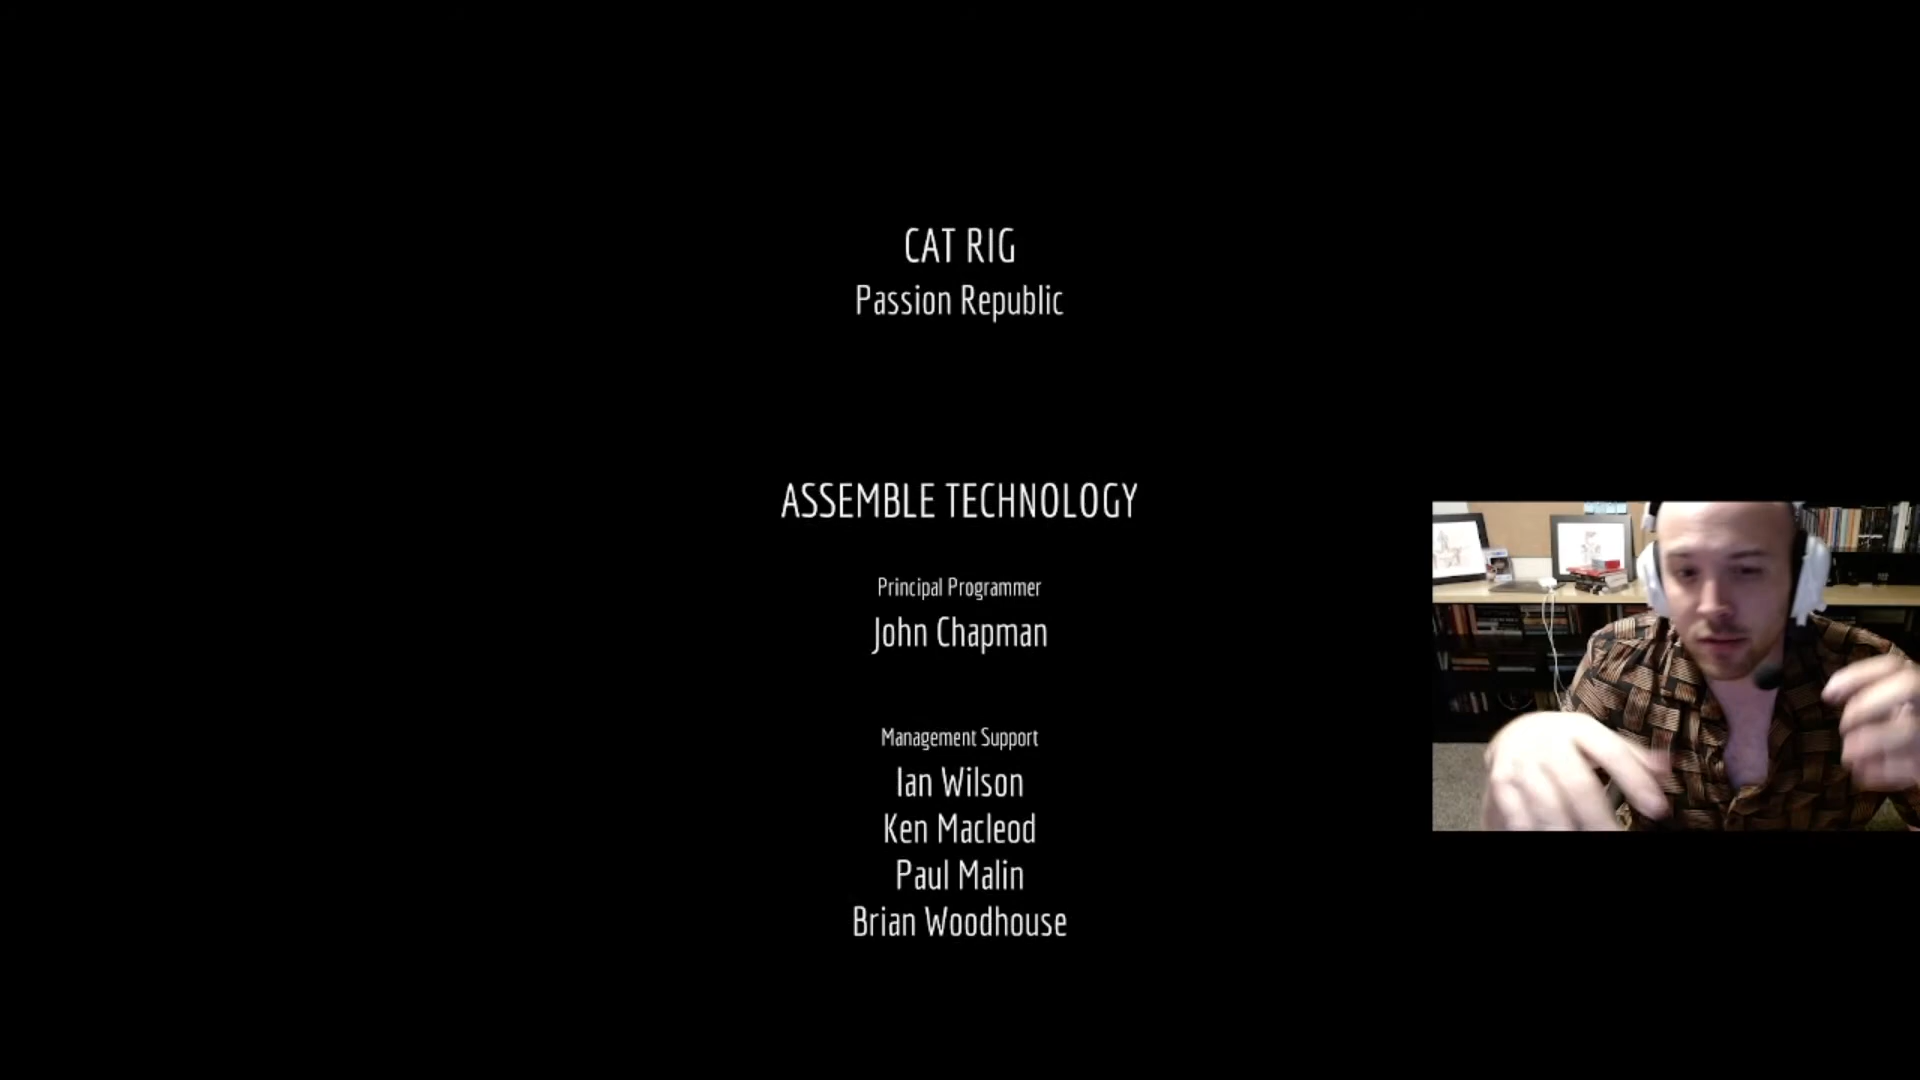 CAT RIG
Passion Republic
ASSEMBLE TECHNOLOGY
Principal Programmer
John Chapman
Management Support
Ian Wilson
Ken Macleod
Paul Malin
Brian Woodhouse